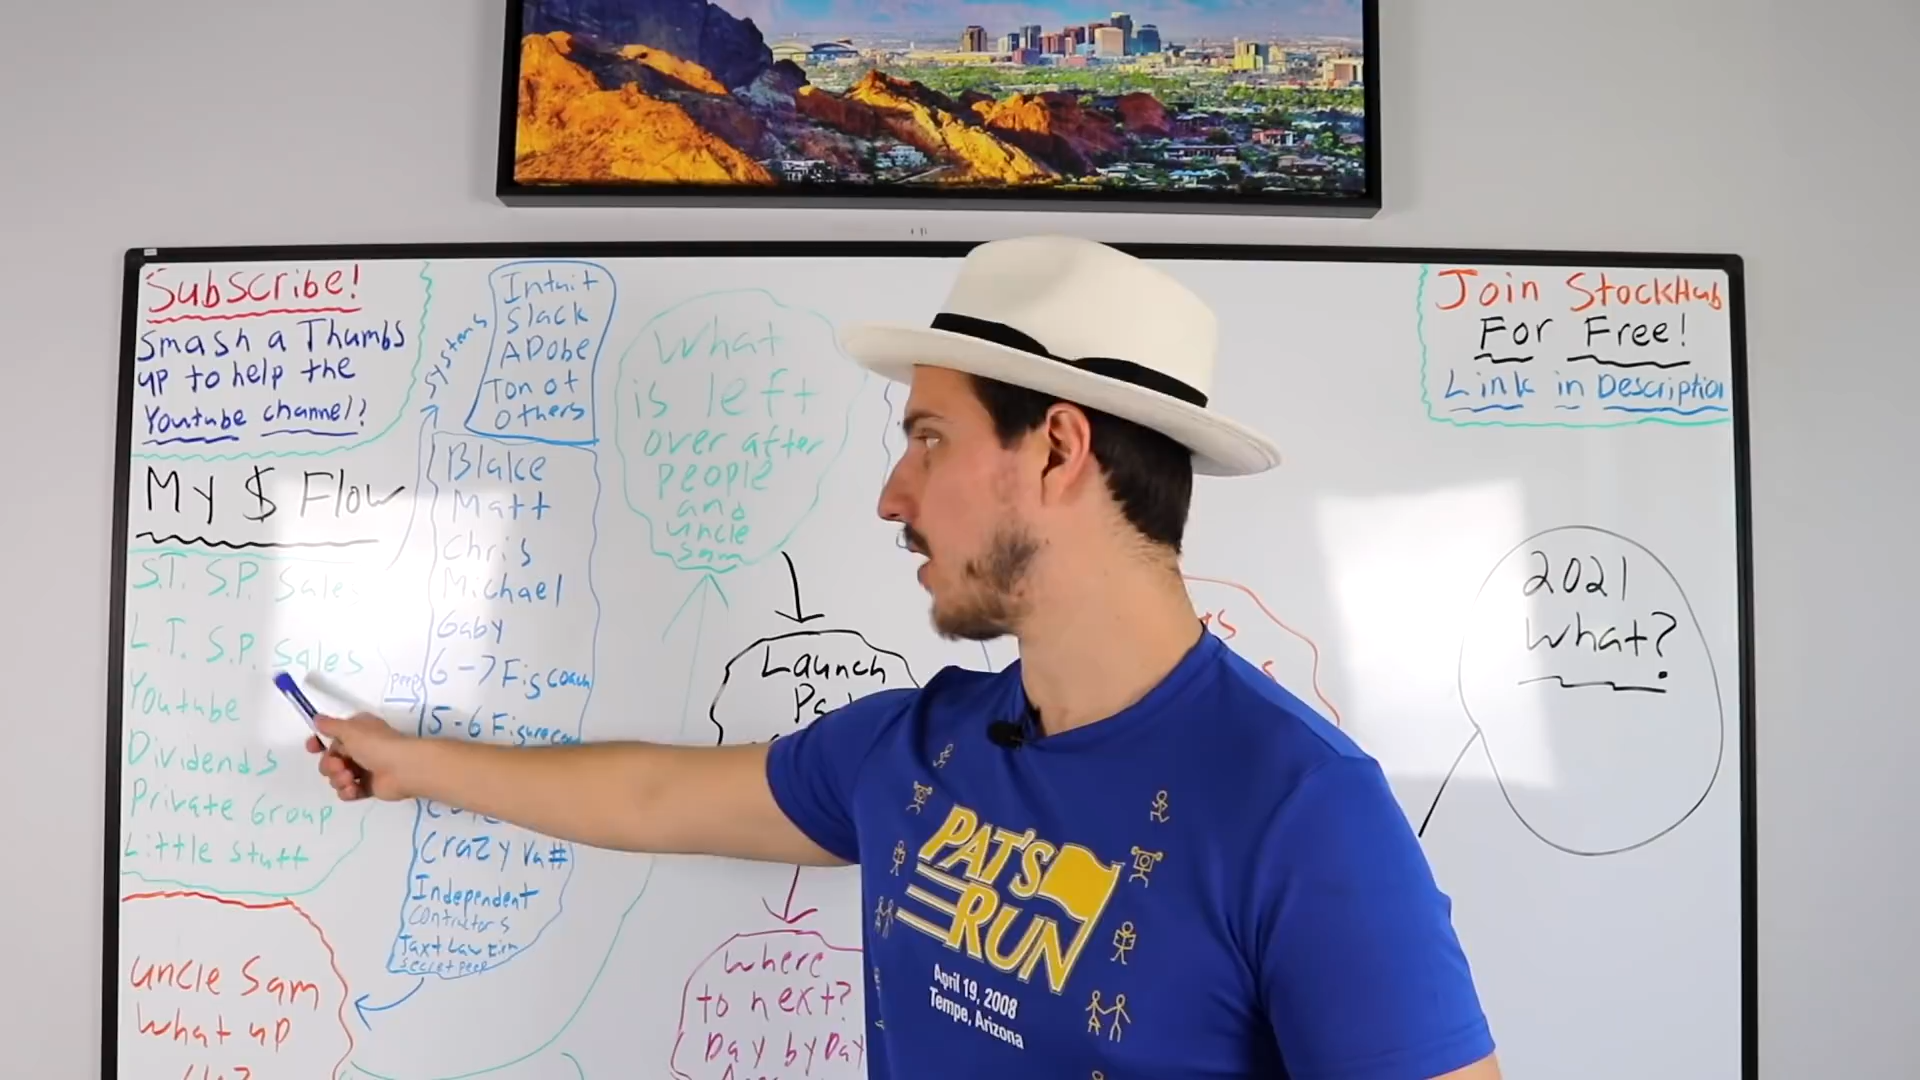 Subscribe!
Smash a Thumbs
up to help the
Youtube channel?
My $ Flow
S.T. S.P. Sales
L.T. S.P. Sales
Youtube
Dividends
Private Group
Little stuff
uncle Sam
what up
systems
Intuit
Slack
ADobe
Ton of
others
peep
Blake
Matt
Chris
Michael
Gaby
6-7 Fig coach
5-6 Figure
Crazy Va#
Independent
contractors
Tax + Law
secret peep
What
is left
over after
people
and
uncle
Sam
Launch
where
to next?
Day by Day
Join StockHub
For Free!
Link in Description
2021
what?
PAT'S
RUN
April 19, 2008
Tempe, Arizona